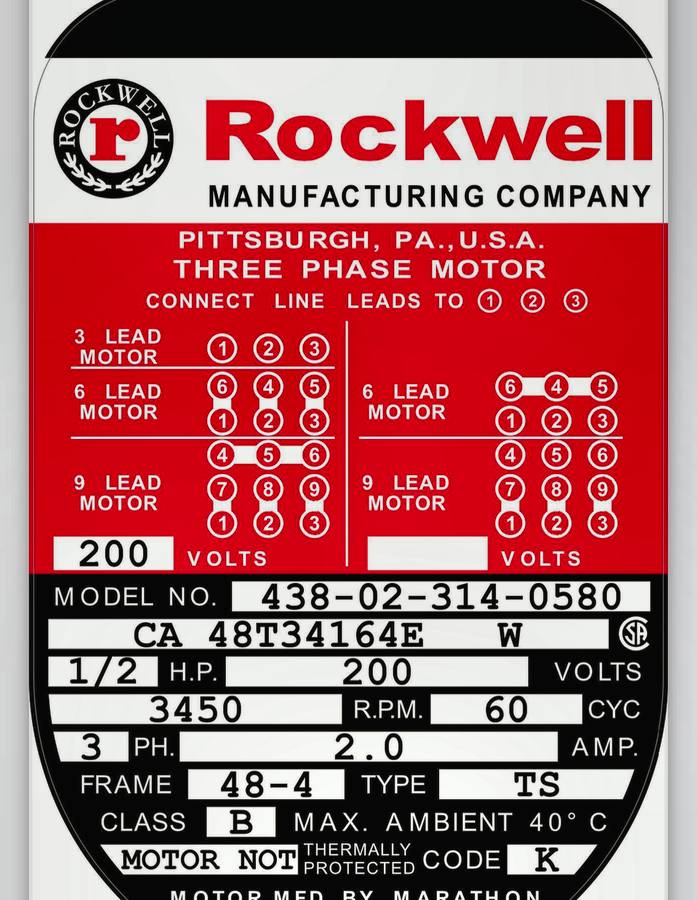 ROCKWELL
r
Rockwell
MANUFACTURING COMPANY
PITTSBURGH, PA.,U.S.A.
THREE PHASE MOTOR
CONNECT LINE LEADS TO 1 2 3
3 LEAD
MOTOR
1 2 3
6 LEAD
MOTOR
6 4 5
1 2 3
9 LEAD
MOTOR
4 5 6
7 8 9
1 2 3
200 VOLTS
6 LEAD
MOTOR
6 4 5
1 2 3
9 LEAD
MOTOR
4 5 6
7 8 9
1 2 3
VOLTS
MODEL NO. 438-02-314-0580
CA 48T34164E W SA
1/2 H.P. 200 VOLTS
3450 R.P.M. 60 CYC
3 PH. 2.0 AMP.
FRAME 48-4 TYPE TS
CLASS B MAX. AMBIENT 40° C
MOTOR NOT THERMALLY PROTECTED CODE K
MOTOR MFD. BY MARATHON